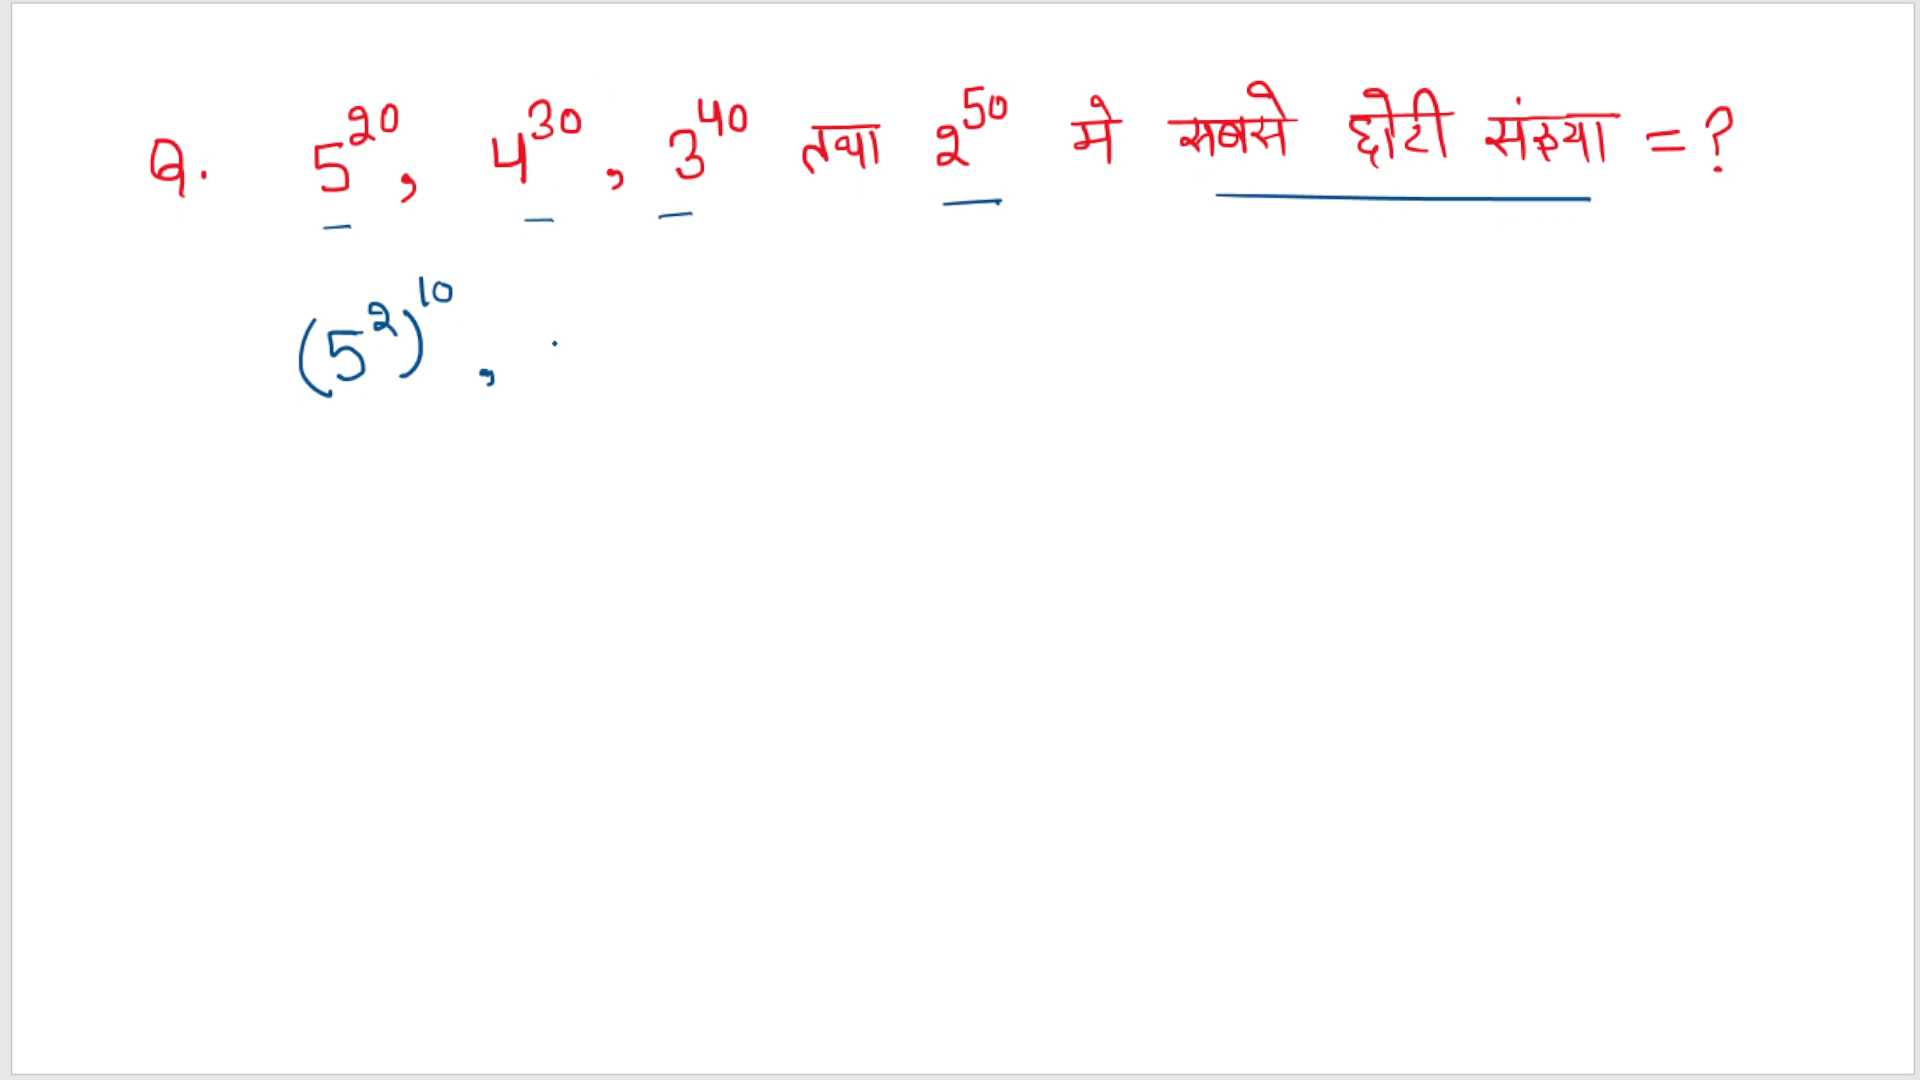 Q. 5^20, 4^30, 3^40 तथा 2^50 मे सबसे छोटी संख्या = ?
(5^2)^10,